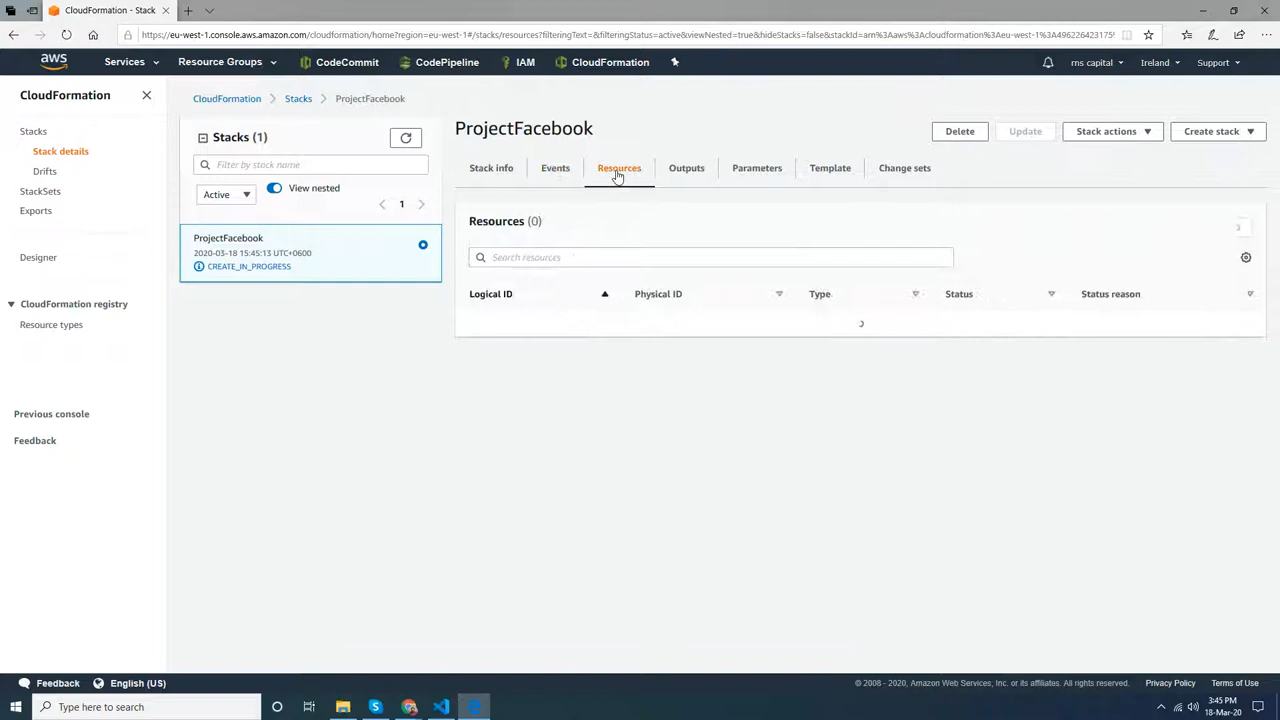 CloudFormation - Stack
https://eu-west-1.console.aws.amazon.com/cloudformation/home?region=eu-west-1#/stacks/resources?filteringText=&filteringStatus=active&viewNested=true&hideStacks=false&stackId=arn%3Aaws%3Acloudformation%3Aeu-west-1%3A496226423175
aws Services Resource Groups CodeCommit CodePipeline IAM CloudFormation rns capital Ireland Support
CloudFormation
Stacks
Stack details
Drifts
StackSets
Exports
Designer
CloudFormation registry
Resource types
Previous console
Feedback
CloudFormation Stacks ProjectFacebook
Stacks (1)
Filter by stack name
Active View nested
1
ProjectFacebook
2020-03-18 15:45:13 UTC+0600
CREATE_IN_PROGRESS
ProjectFacebook
Delete Update Stack actions Create stack
Stack info Events Resources Outputs Parameters Template Change sets
Resources (0)
Search resources
Logical ID Physical ID Type Status Status reason
Feedback English (US) © 2008 - 2020, Amazon Web Services, Inc. or its affiliates. All rights reserved. Privacy Policy Terms of Use
Type here to search
3:45 PM
18-Mar-20